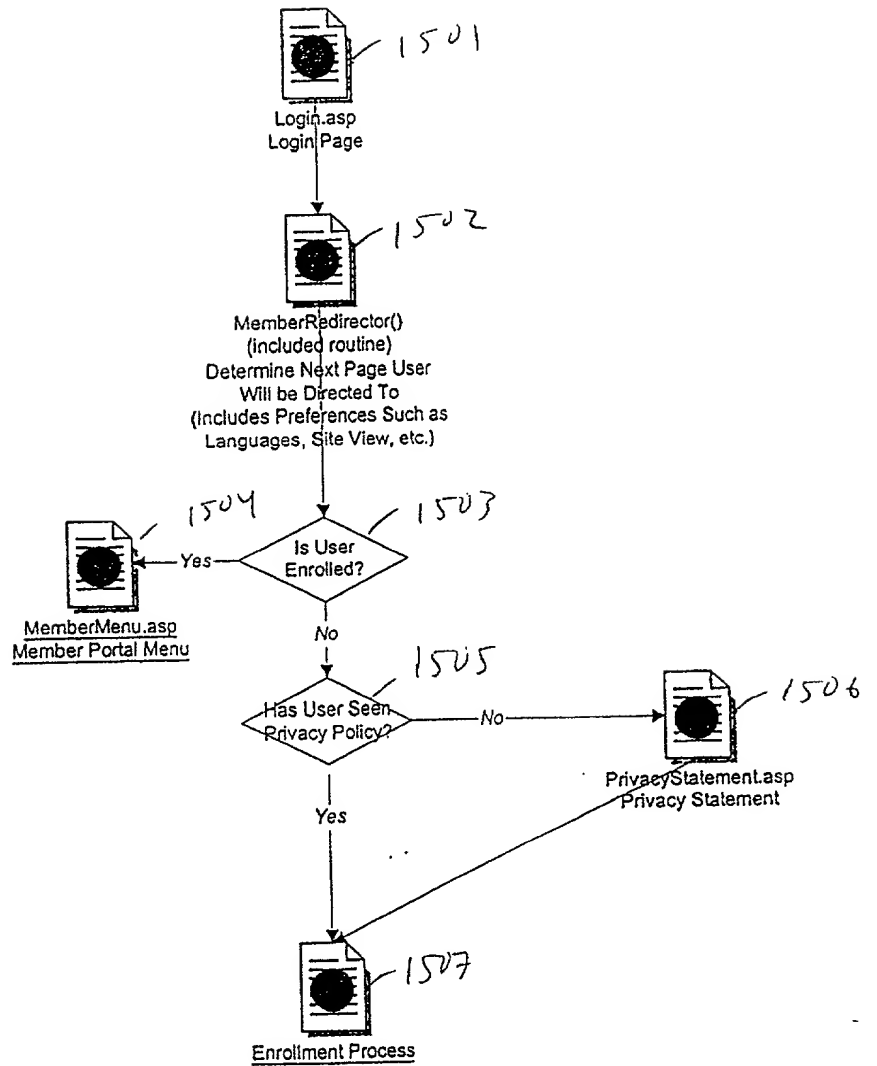 1501
Login.asp
Login Page
1502
MemberRedirector()
(included routine)
Determine Next Page User
Will be Directed To
(Includes Preferences Such as
Languages, Site View, etc.)
1504
1503
Is User
Enrolled?
Yes
MemberMenu.asp
Member Portal Menu
No
1505
Has User Seen
Privacy Policy?
No
1506
PrivacyStatement.asp
Privacy Statement
Yes
1507
Enrollment Process